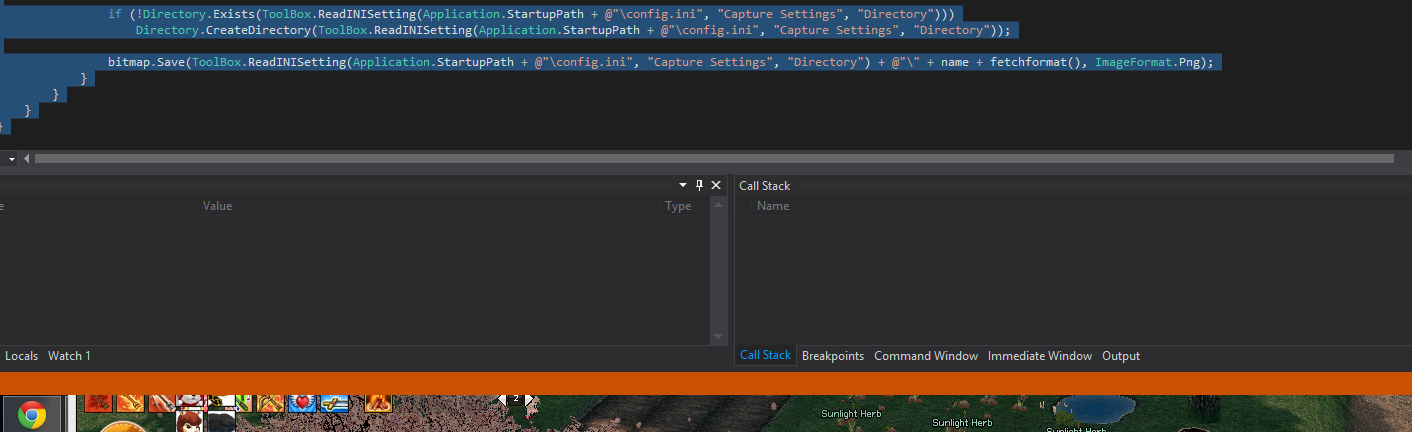 if (!Directory.Exists(ToolBox.ReadINISetting(Application.StartupPath + @"\config.ini", "Capture Settings", "Directory")))
Directory.CreateDirectory(ToolBox.ReadINISetting(Application.StartupPath + @"\config.ini", "Capture Settings", "Directory"));
bitmap.Save(ToolBox.ReadINISetting(Application.StartupPath + @"\config.ini", "Capture Settings", "Directory") + @"\" + name + fetchformat(), ImageFormat.Png);
}
}
}
}
Call Stack
Value Type Name
Locals Watch 1 Call Stack Breakpoints Command Window Immediate Window Output
2
Sunlight Herb
Sunlight Herb
Sunlight Herb